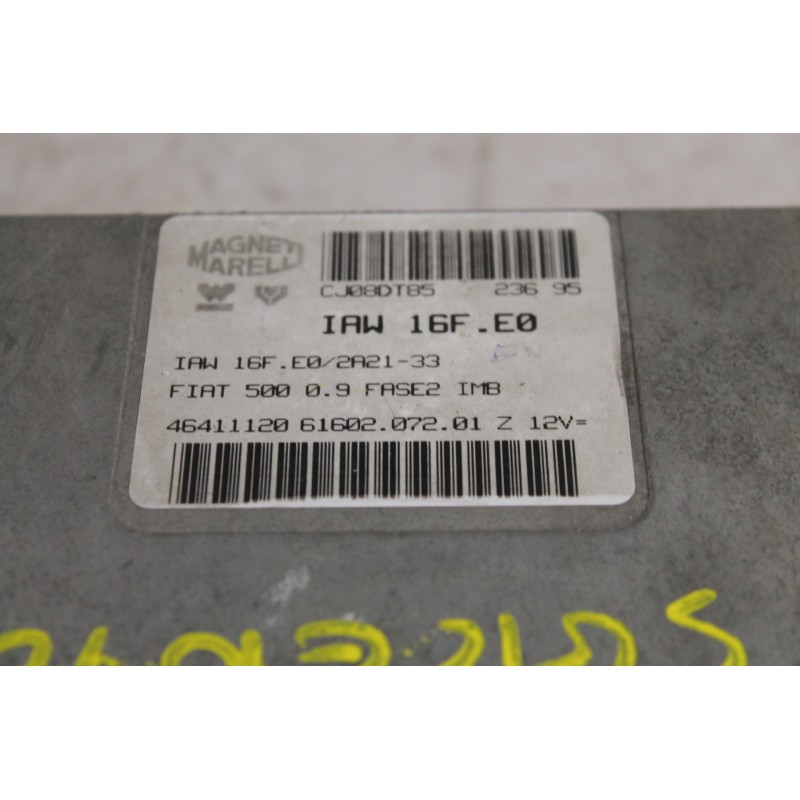 MAGNETI
MARELLI
CJ08DT85 236 95
IAW 16F.E0
IAW 16F.E0/2A21-33
FIAT 500 0.9 FASE2 IMB
46411120 61602.072.01 Z 12V=